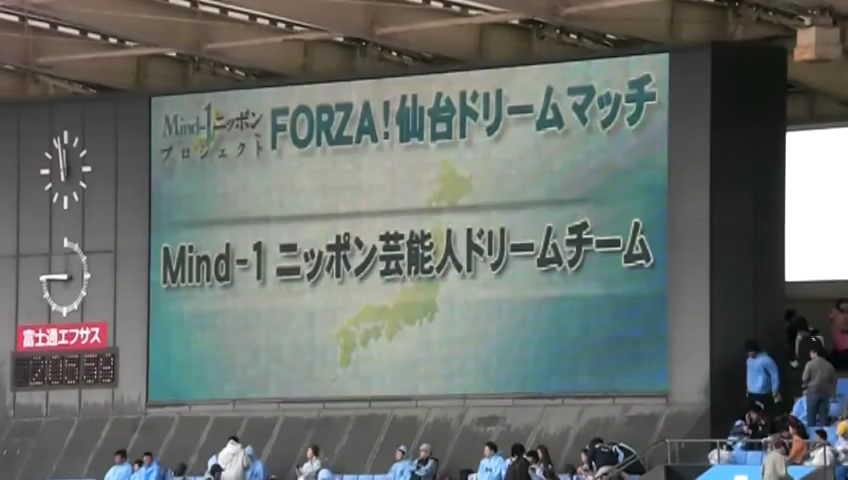 Mind-1ニッポン
プロジェクト
FORZA!仙台ドリームマッチ
Mind-1 ニッポン芸能人ドリームチーム
富士通エフサス